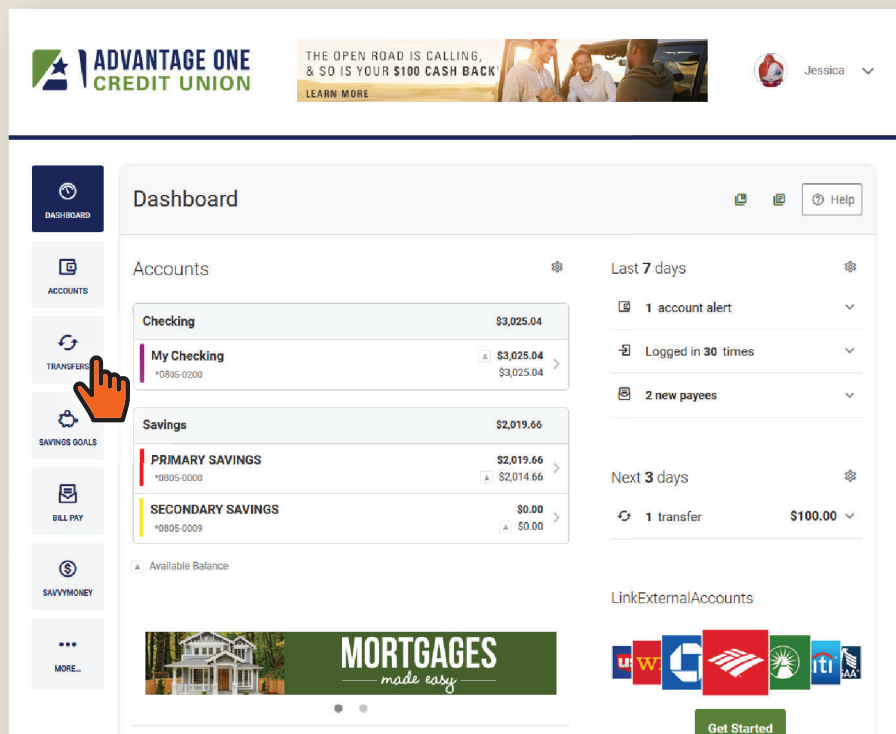 ADVANTAGE ONE
CREDIT UNION
THE OPEN ROAD IS CALLING,
& SO IS YOUR $100 CASH BACK
LEARN MORE
Jessica
DASHBOARD
Dashboard
Help
ACCOUNTS
Accounts
Checking $3,025.04
My Checking A $3,025.04
*0805-0200 $3,025.04
Savings $2,019.66
PRIMARY SAVINGS $2,019.66
*0805-0000 A $2,014.66
SECONDARY SAVINGS $0.00
*0805-0009 A $0.00
A Available Balance
TRANSFERS
SAVINGS GOALS
BILL PAY
SAVVYMONEY
MORE...
Last 7 days
1 account alert
Logged in 30 times
2 new payees
Next 3 days
1 transfer $100.00
LinkExternalAccounts
citi
Get Started
MORTGAGES
made easy